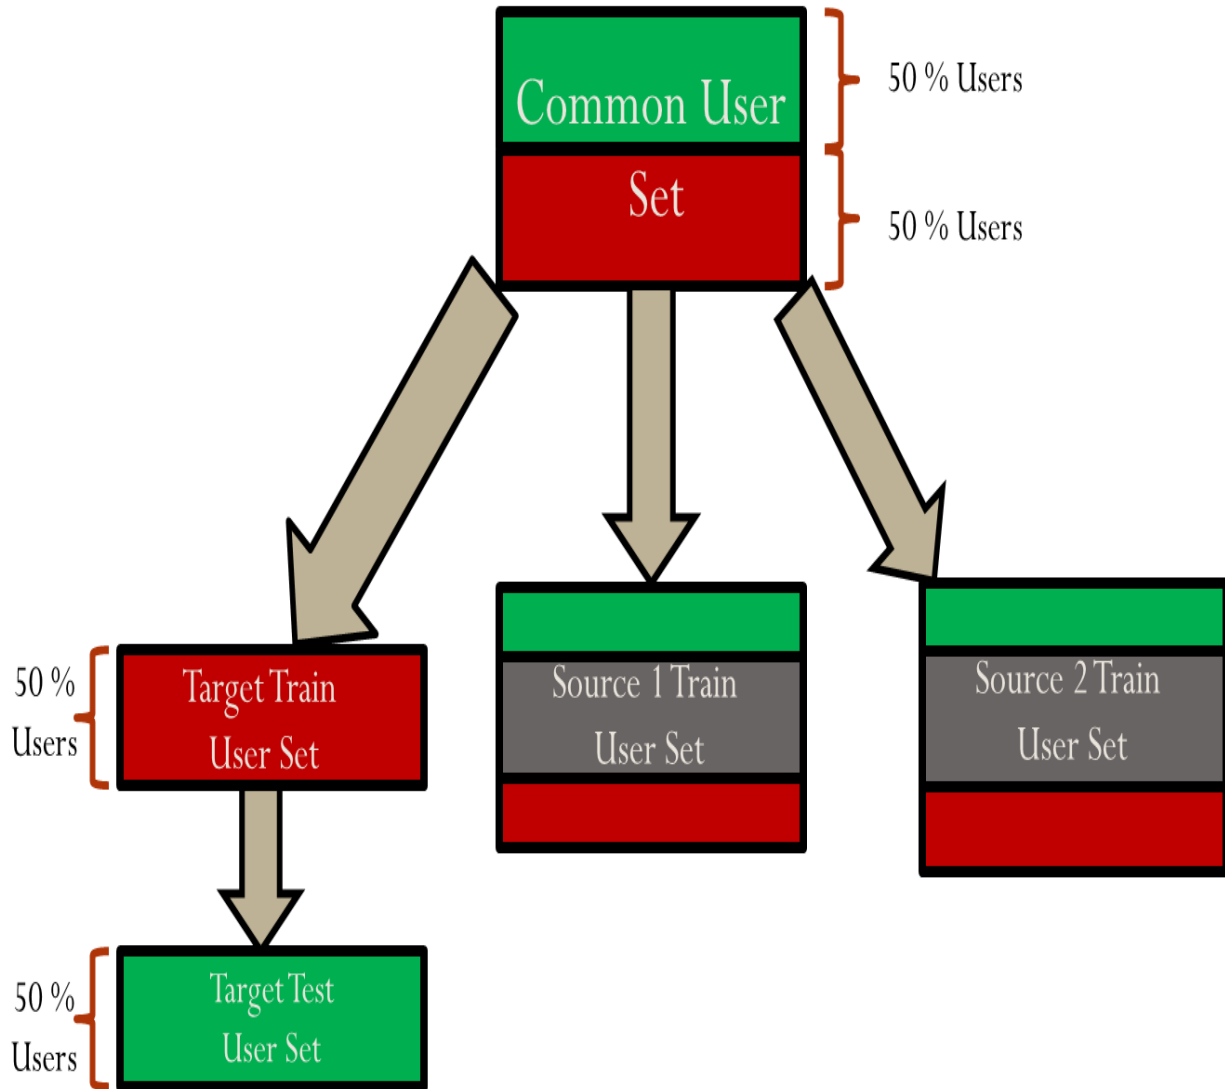 Common User
Set
50 % Users
50 % Users
50 %
Users
Target Train
User Set
Source 1 Train
User Set
Source 2 Train
User Set
50 %
Users
Target Test
User Set